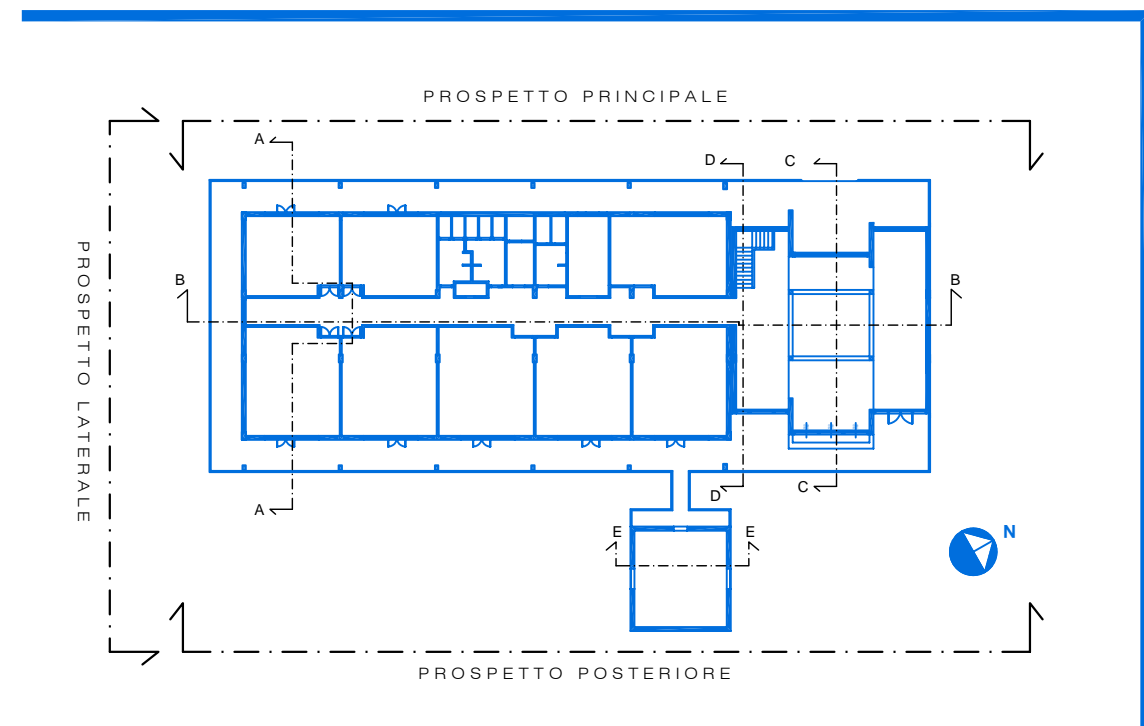 PROSPETTO PRINCIPALE
A
D
C
PROSPETTO LATERALE
B
B
A
D
C
E
E
N
PROSPETTO POSTERIORE